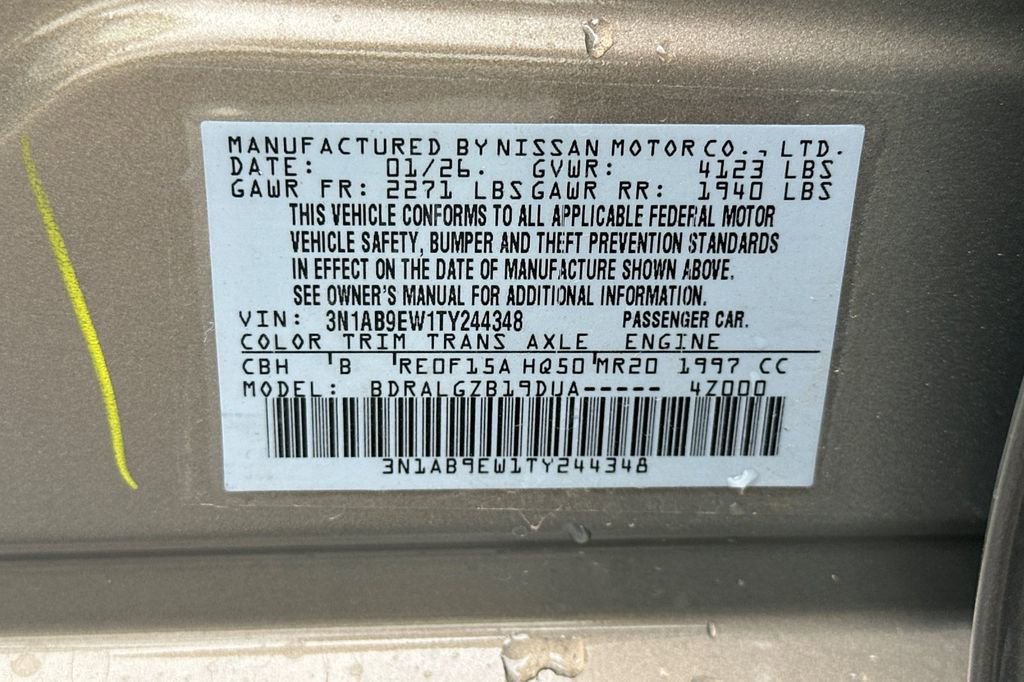 MANUFACTURED BY NISSAN MOTOR CO., LTD.
DATE: 01/26. GVWR: 4123 LBS
GAWR FR: 2271 LBS GAWR RR: 1940 LBS
THIS VEHICLE CONFORMS TO ALL APPLICABLE FEDERAL MOTOR
VEHICLE SAFETY, BUMPER AND THEFT PREVENTION STANDARDS
IN EFFECT ON THE DATE OF MANUFACTURE SHOWN ABOVE.
SEE OWNER'S MANUAL FOR ADDITIONAL INFORMATION.
VIN: 3N1AB9EW1TY244348 PASSENGER CAR.
COLOR TRIM TRANS AXLE ENGINE
CBH B RE0F15A HQ50 MR20 1997 CC
MODEL: BDRALGZB19DUA----- 4Z000
3N1AB9EW1TY244348